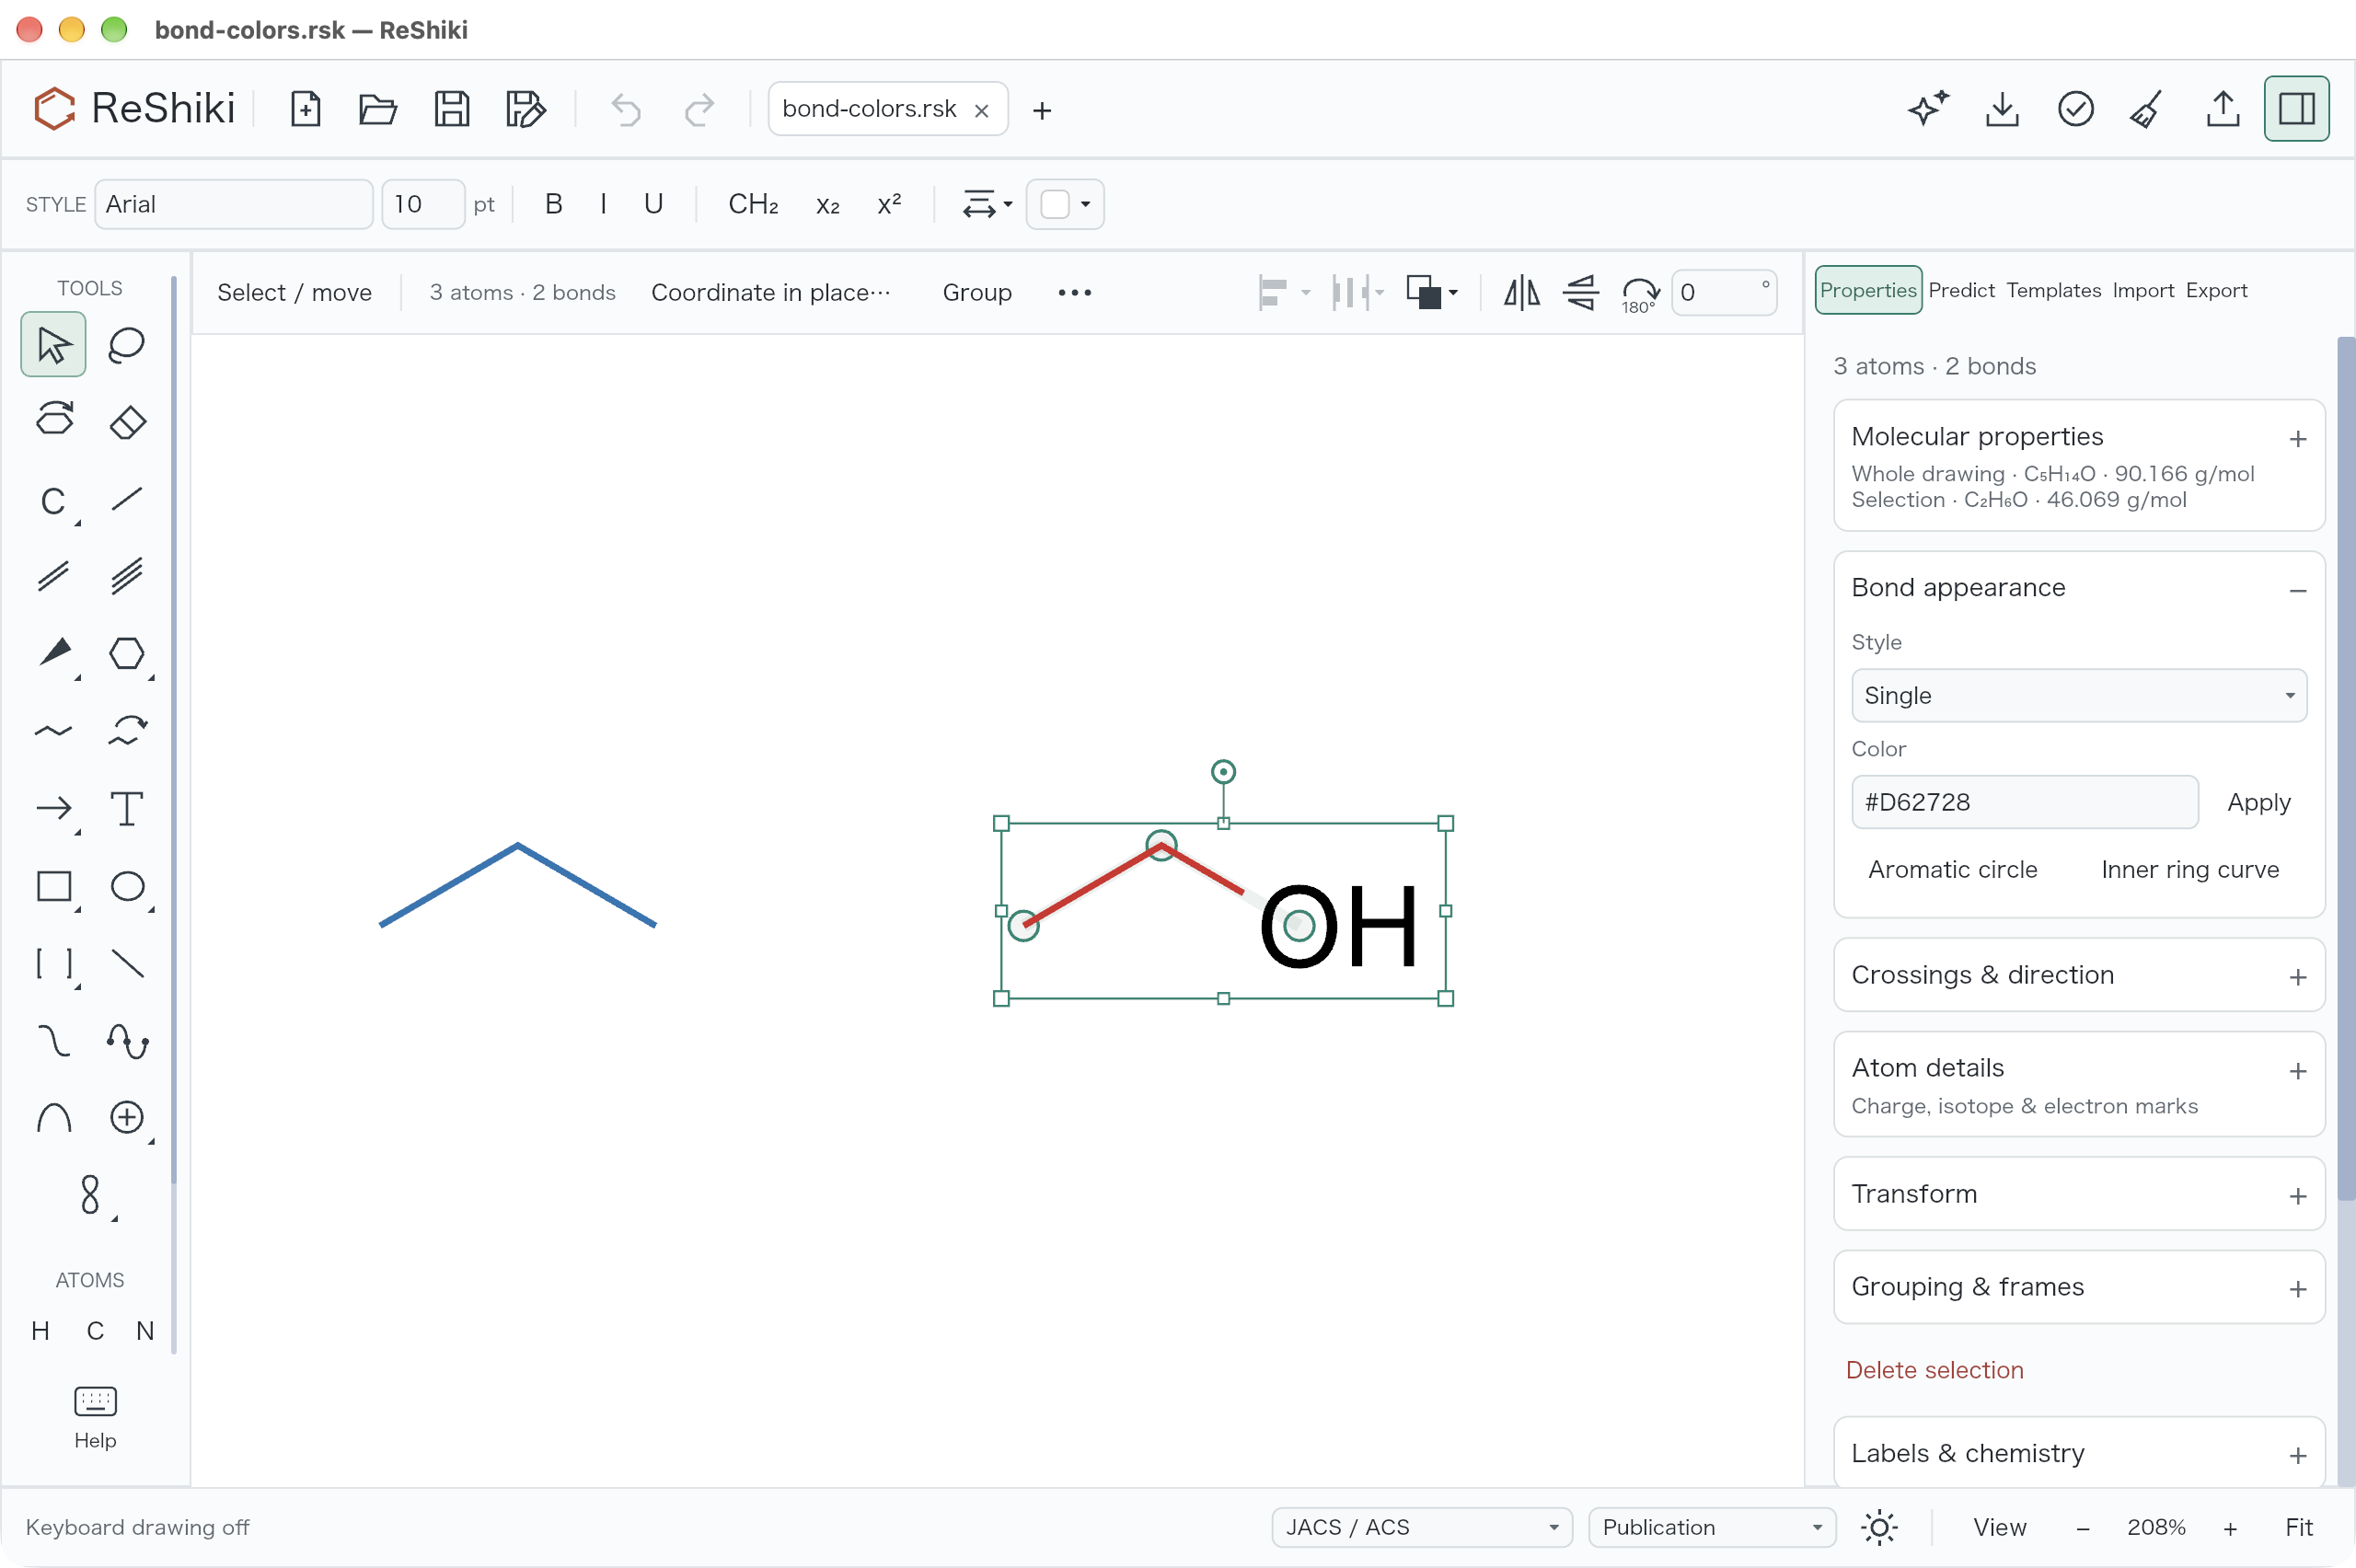 bond-colors.rsk — ReShiki
ReShiki
bond-colors.rsk ×
STYLE Arial 10 pt B I U CH₂ x₂ x²
TOOLS
Select / move 3 atoms · 2 bonds Coordinate in place··· Group
180° 0 °
Properties Predict Templates Import Export
C
T
ATOMS
H C N
Help
OH
3 atoms · 2 bonds
Molecular properties
Whole drawing · C₅H₁₄O · 90.166 g/mol
Selection · C₂H₆O · 46.069 g/mol
Bond appearance
Style
Single
Color
#D62728 Apply
Aromatic circle Inner ring curve
Crossings & direction
Atom details
Charge, isotope & electron marks
Transform
Grouping & frames
Delete selection
Labels & chemistry
Keyboard drawing off
JACS / ACS Publication View − 208% + Fit